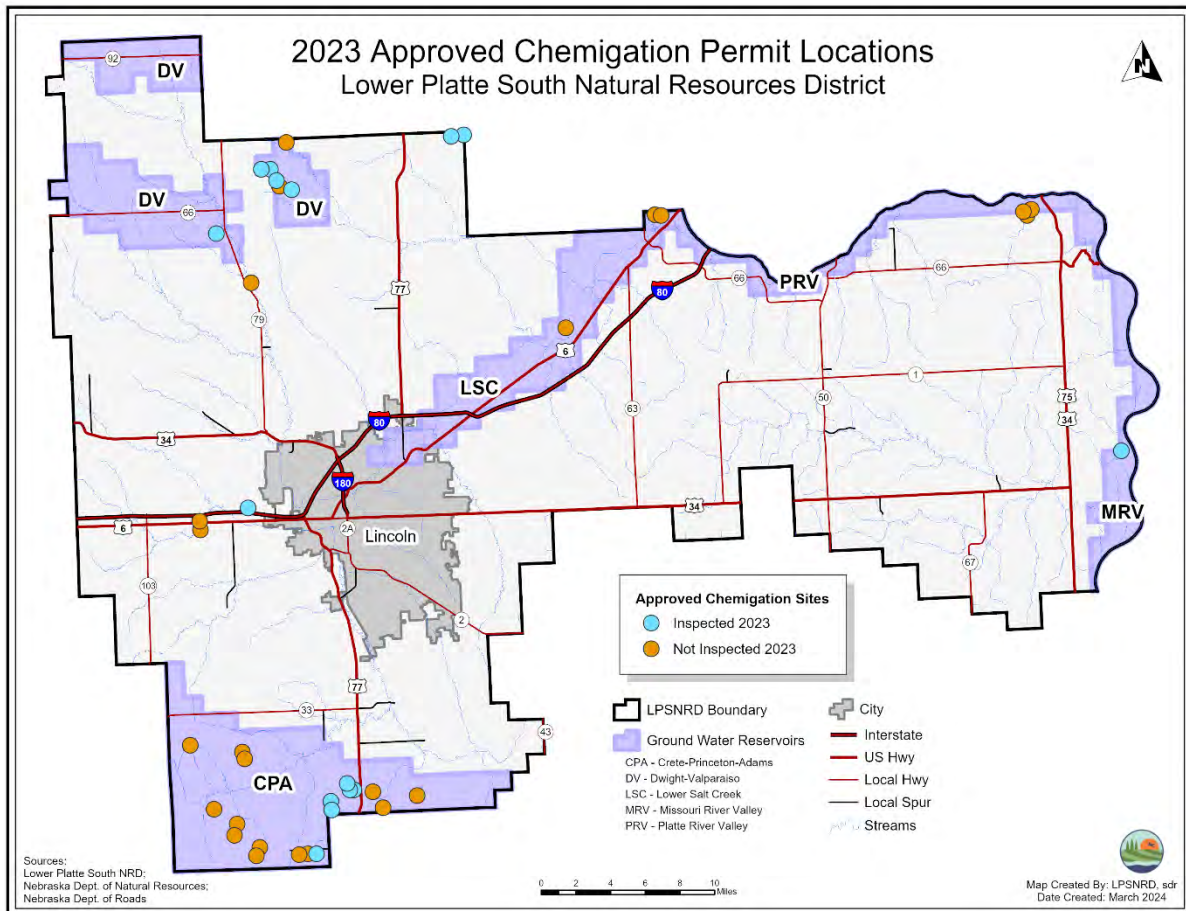 2023 Approved Chemigation Permit Locations
Lower Platte South Natural Resources District
N
92
DV
DV
66
DV
77
79
80
6
LSC
66
PRV
66
63
1
50
75
34
34
80
180
6
2A
Lincoln
34
MRV
67
103
2
77
33
43
CPA
Approved Chemigation Sites
Inspected 2023
Not Inspected 2023
LPSNRD Boundary
Ground Water Reservoirs
CPA - Crete-Princeton-Adams
DV - Dwight-Valparaiso
LSC - Lower Salt Creek
MRV - Missouri River Valley
PRV - Platte River Valley
City
Interstate
US Hwy
Local Hwy
Local Spur
Streams
Sources:
Lower Platte South NRD;
Nebraska Dept. of Natural Resources;
Nebraska Dept. of Roads
0 2 4 6 8 10
Miles
Map Created By: LPSNRD, sdr
Date Created: March 2024